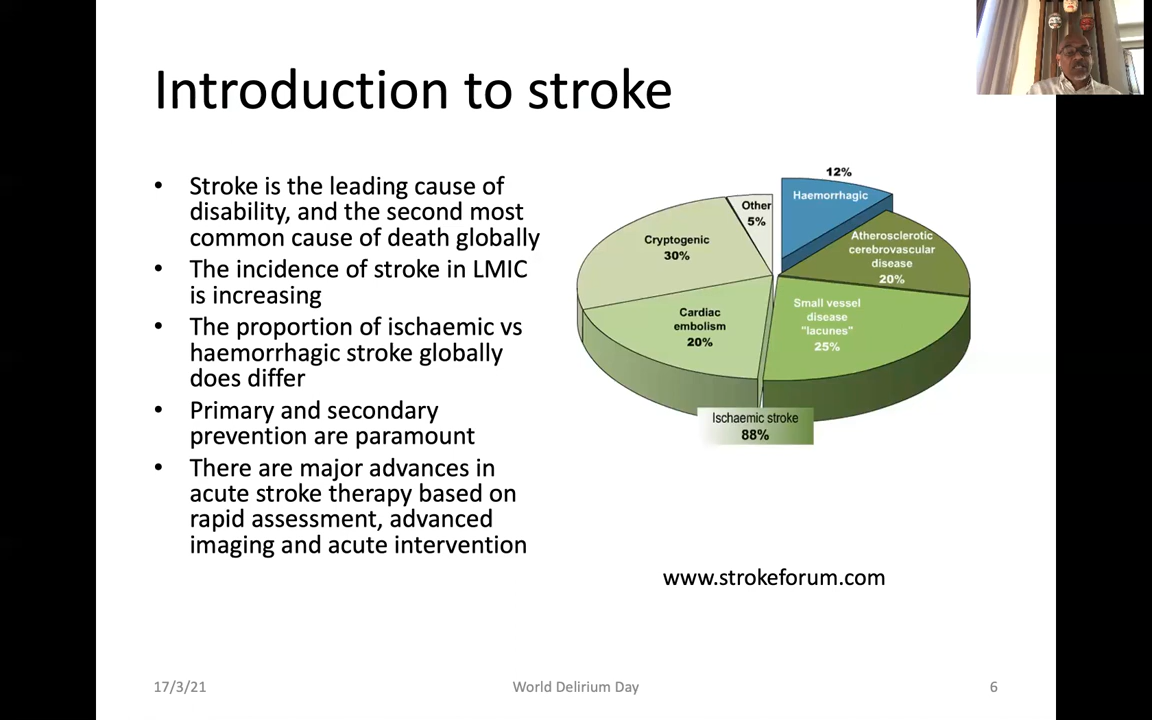 Introduction to stroke
• Stroke is the leading cause of
disability, and the second most
common cause of death globally
• The incidence of stroke in LMIC
is increasing
• The proportion of ischaemic vs
haemorrhagic stroke globally
does differ
• Primary and secondary
prevention are paramount
• There are major advances in
acute stroke therapy based on
rapid assessment, advanced
imaging and acute intervention
12%
Haemorrhagic
Other
5%
Atherosclerotic
cerebrovascular
disease
20%
Cryptogenic
30%
Small vessel
disease
"lacunes"
25%
Cardiac
embolism
20%
Ischaemic stroke
88%
www.strokeforum.com
17/3/21
World Delirium Day
6